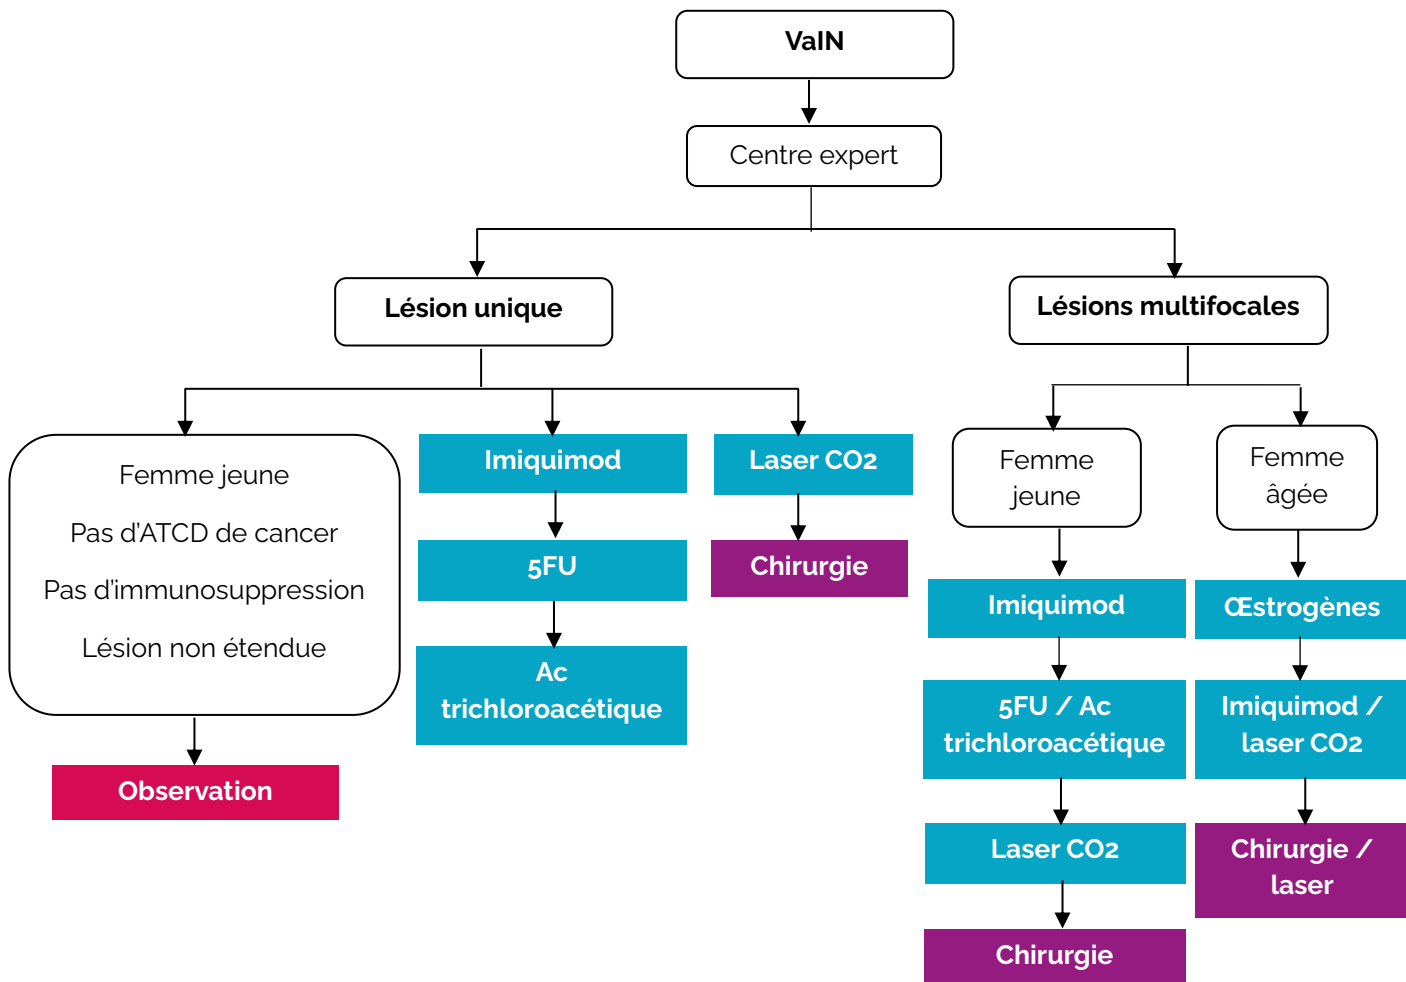 VaIN
Centre expert
Lésion unique
Lésions multifocales
Femme jeune
Pas d'ATCD de cancer
Pas d'immunosuppression
Lésion non étendue
Observation
Imiquimod
5FU
Ac
trichloroacétique
Laser CO2
Chirurgie
Femme
jeune
Imiquimod
5FU / Ac
trichloroacétique
Laser CO2
Chirurgie
Femme
âgée
Œstrogènes
Imiquimod /
laser CO2
Chirurgie /
laser